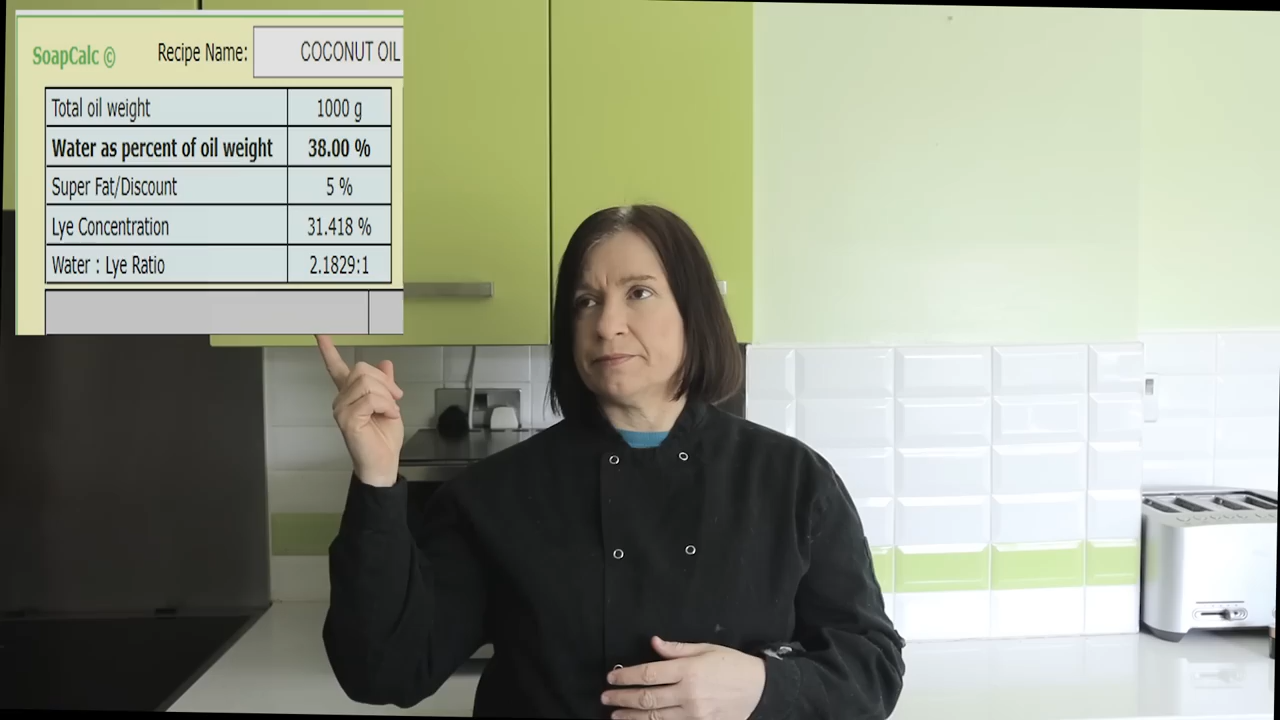 SoapCalc © Recipe Name: COCONUT OIL
Total oil weight 1000 g
Water as percent of oil weight 38.00 %
Super Fat/Discount 5 %
Lye Concentration 31.418 %
Water : Lye Ratio 2.1829:1